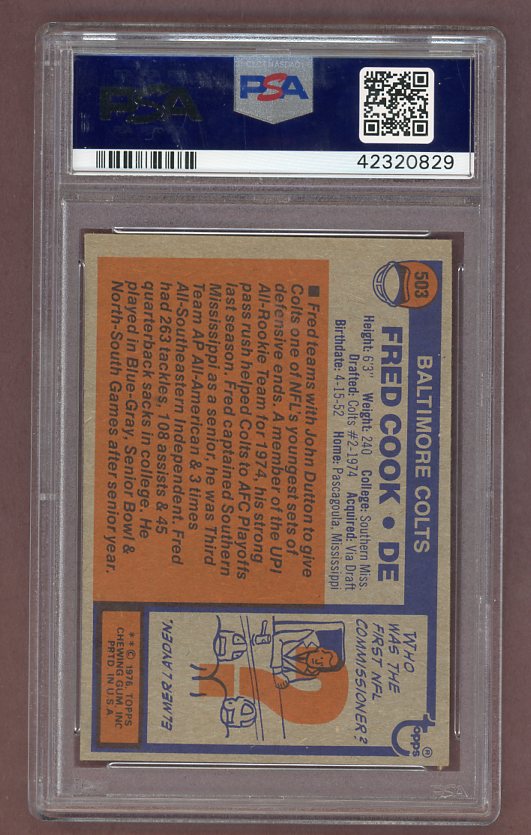 PSA
PSA
42320829
503
BALTIMORE COLTS
FRED COOK • DE
Height: 6'3" Weight: 240 College: Southern Miss.
Drafted: Colts #2-1974 Acquired: Via Draft
Birthdate: 4-15-52 Home: Pascagoula, Mississippi
■ Fred teams with John Dutton to give
Colts one of NFL's youngest sets of
defensive ends. A member of the UPI
All-Rookie Team for 1974, his strong
pass rush helped Colts to AFC Playoffs
last season. Fred captained Southern
Mississippi as a senior, he was Third
Team AP All-American & 3 times
All-Southeastern Independent. Fred
had 263 tackles, 108 assists & 45
quarterback sacks in college. He
played in Blue-Gray, Senior Bowl &
North-South Games after senior year.
topps®
WHO
WAS THE
FIRST NFL
COMMISSIONER?
?
ELMER LAYDEN.
** © 1976 TOPPS
CHEWING GUM, INC
PRTD IN U.S.A.
PSA